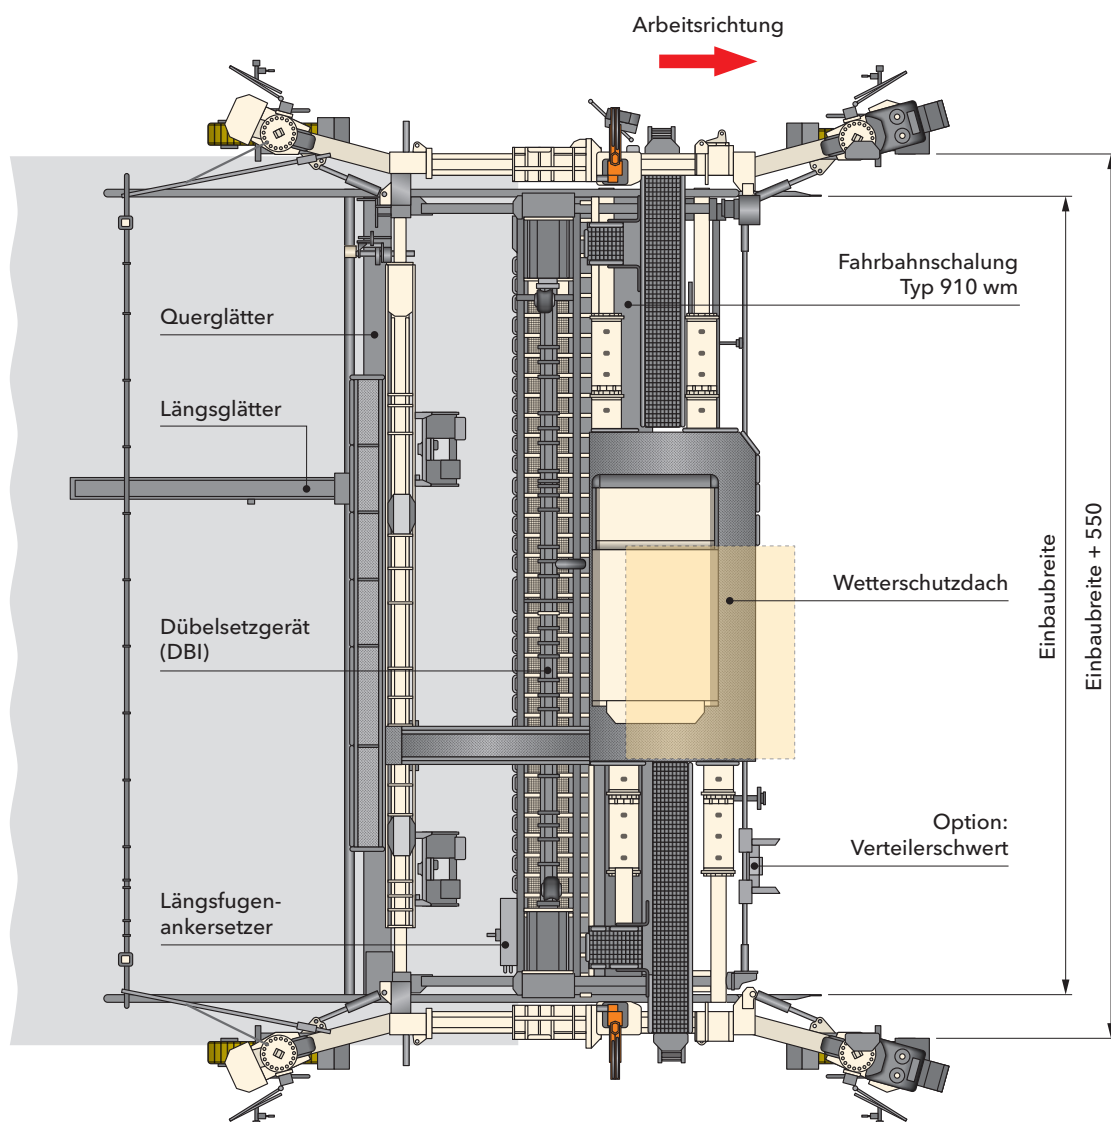 Arbeitsrichtung
Fahrbahnschalung
Typ 910 wm
Querglätter
Längsglätter
Wetterschutzdach
Dübelsetzgerät
(DBI)
Einbaubreite
Einbaubreite + 550
Option:
Verteilerschwert
Längsfugen-
ankersetzer